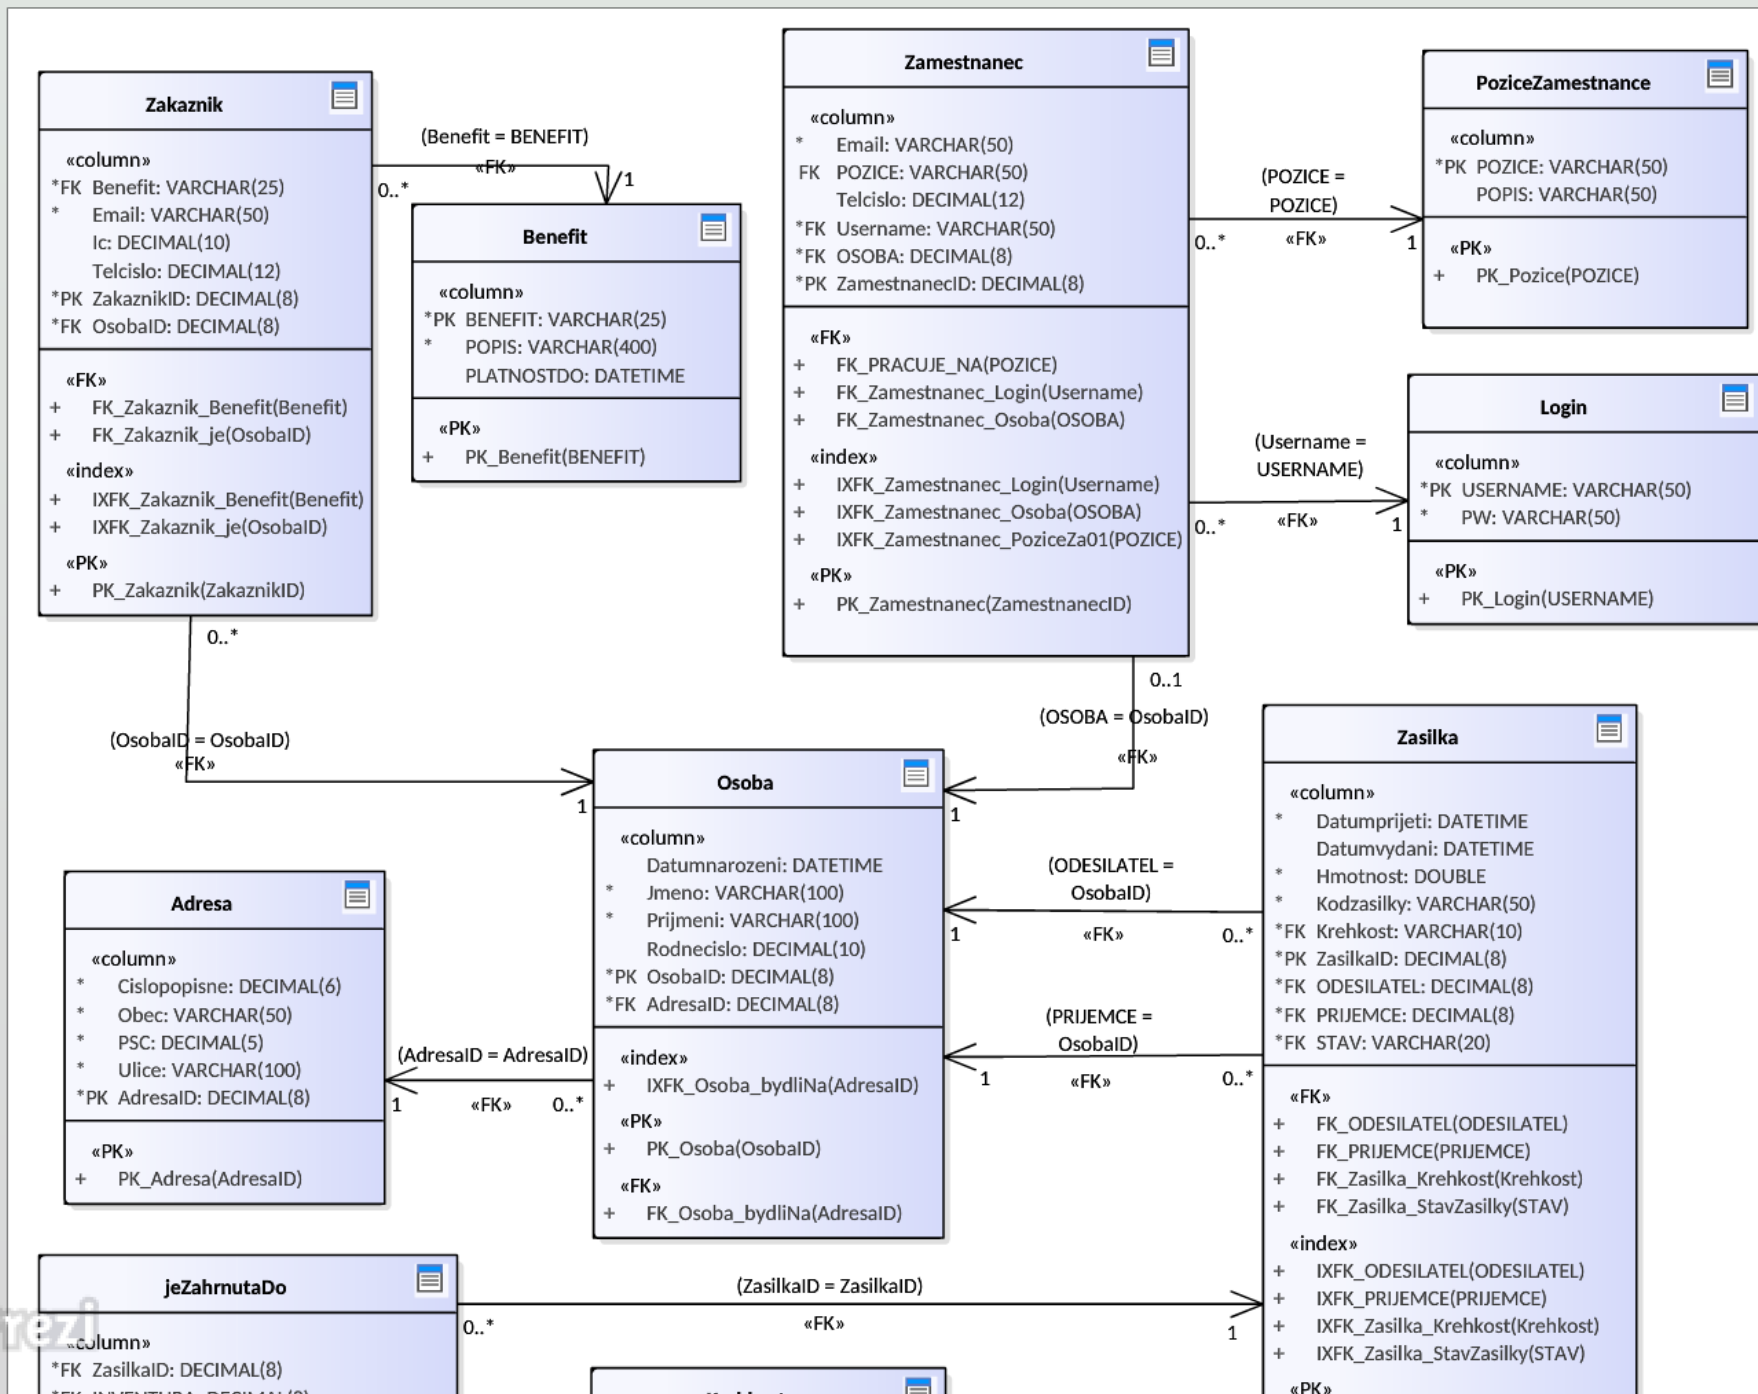 Zakaznik
«column»
*FK Benefit: VARCHAR(25)
* Email: VARCHAR(50)
Ic: DECIMAL(10)
Telcislo: DECIMAL(12)
*PK ZakaznikID: DECIMAL(8)
*FK OsobaID: DECIMAL(8)
«FK»
+ FK_Zakaznik_Benefit(Benefit)
+ FK_Zakaznik_je(OsobaID)
«index»
+ IXFK_Zakaznik_Benefit(Benefit)
+ IXFK_Zakaznik_je(OsobaID)
«PK»
+ PK_Zakaznik(ZakaznikID)
(Benefit = BENEFIT)
«FK»
0..*
1
Benefit
«column»
*PK BENEFIT: VARCHAR(25)
* POPIS: VARCHAR(400)
PLATNOSTDO: DATETIME
«PK»
+ PK_Benefit(BENEFIT)
Zamestnanec
«column»
* Email: VARCHAR(50)
FK POZICE: VARCHAR(50)
Telcislo: DECIMAL(12)
*FK Username: VARCHAR(50)
*FK OSOBA: DECIMAL(8)
*PK ZamestnanecID: DECIMAL(8)
«FK»
+ FK_PRACUJE_NA(POZICE)
+ FK_Zamestnanec_Login(Username)
+ FK_Zamestnanec_Osoba(OSOBA)
«index»
+ IXFK_Zamestnanec_Login(Username)
+ IXFK_Zamestnanec_Osoba(OSOBA)
+ IXFK_Zamestnanec_PoziceZa01(POZICE)
«PK»
+ PK_Zamestnanec(ZamestnanecID)
(POZICE =
POZICE)
0..*
«FK»
1
PoziceZamestnance
«column»
*PK POZICE: VARCHAR(50)
POPIS: VARCHAR(50)
«PK»
+ PK_Pozice(POZICE)
(Username =
USERNAME)
0..*
«FK»
1
Login
«column»
*PK USERNAME: VARCHAR(50)
* PW: VARCHAR(50)
«PK»
+ PK_Login(USERNAME)
0..*
(OsobaID = OsobaID)
«FK»
1
0..1
(OSOBA = OsobaID)
«FK»
1
Osoba
«column»
Datumnarozeni: DATETIME
* Jmeno: VARCHAR(100)
* Prijmeni: VARCHAR(100)
Rodnecislo: DECIMAL(10)
*PK OsobaID: DECIMAL(8)
*FK AdresaID: DECIMAL(8)
«index»
+ IXFK_Osoba_bydliNa(AdresaID)
«PK»
+ PK_Osoba(OsobaID)
«FK»
+ FK_Osoba_bydliNa(AdresaID)
(ODESILATEL =
OsobaID)
1
«FK»
0..*
(PRIJEMCE =
OsobaID)
1
«FK»
0..*
Zasilka
«column»
* Datumprijeti: DATETIME
Datumvydani: DATETIME
* Hmotnost: DOUBLE
* Kodzasilky: VARCHAR(50)
*FK Krehkost: VARCHAR(10)
*PK ZasilkaID: DECIMAL(8)
*FK ODESILATEL: DECIMAL(8)
*FK PRIJEMCE: DECIMAL(8)
*FK STAV: VARCHAR(20)
«FK»
+ FK_ODESILATEL(ODESILATEL)
+ FK_PRIJEMCE(PRIJEMCE)
+ FK_Zasilka_Krehkost(Krehkost)
+ FK_Zasilka_StavZasilky(STAV)
«index»
+ IXFK_ODESILATEL(ODESILATEL)
+ IXFK_PRIJEMCE(PRIJEMCE)
+ IXFK_Zasilka_Krehkost(Krehkost)
+ IXFK_Zasilka_StavZasilky(STAV)
«PK»
Adresa
«column»
* Cislopopisne: DECIMAL(6)
* Obec: VARCHAR(50)
* PSC: DECIMAL(5)
* Ulice: VARCHAR(100)
*PK AdresaID: DECIMAL(8)
«PK»
+ PK_Adresa(AdresaID)
(AdresaID = AdresaID)
1
«FK»
0..*
jeZahrnutaDo
«column»
*FK ZasilkaID: DECIMAL(8)
(ZasilkaID = ZasilkaID)
0..*
«FK»
1
rezi